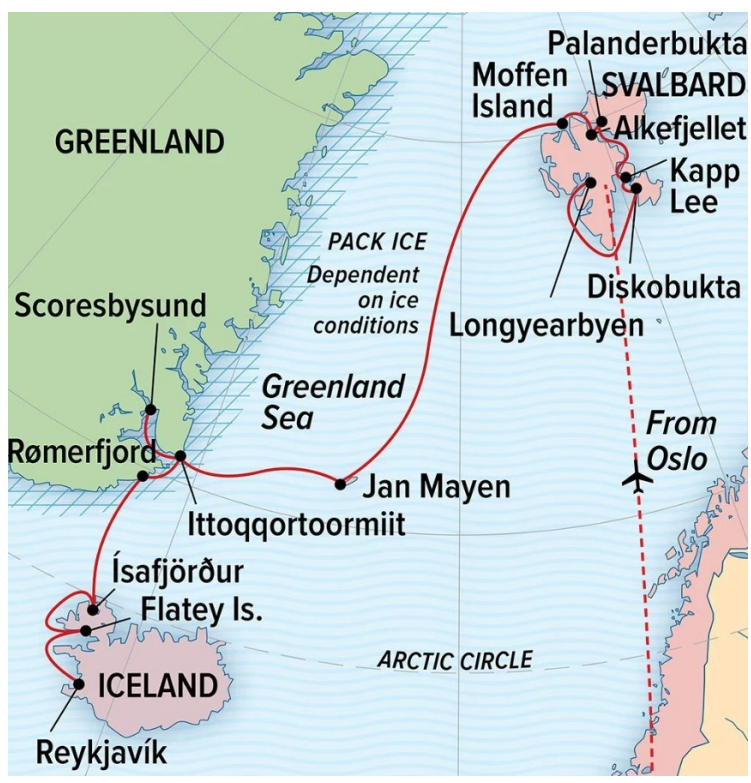 Palanderbukta
Moffen
Island
SVALBARD
Alkefjellet
GREENLAND
Kapp
Lee
PACK ICE
Dependent
on ice
conditions
Diskobukta
Scoresbysund
Longyearbyen
Greenland
Sea
From
Oslo
Rømerfjord
Jan Mayen
Ittoqqortoormiit
Ísafjörður
Flatey Is.
ARCTIC CIRCLE
ICELAND
Reykjavík